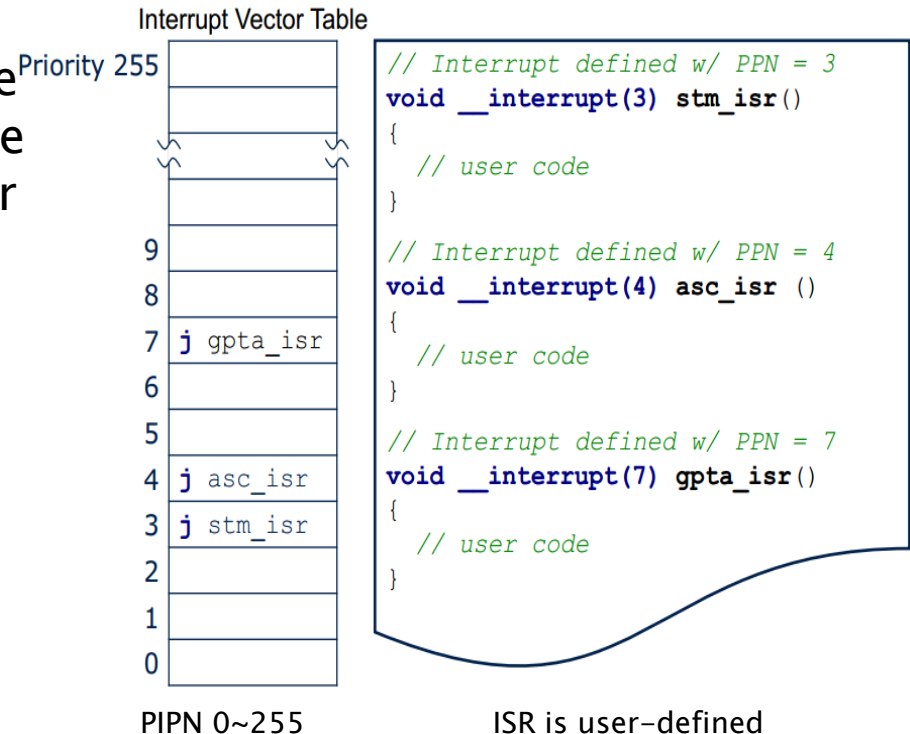 Interrupt Vector Table
e
e
r
Priority 255
9
8
7 j gpta_isr
6
5
4 j asc_isr
3 j stm_isr
2
1
0
PIPN 0~255
// Interrupt defined w/ PPN = 3
void __interrupt(3) stm_isr()
{
// user code
}
// Interrupt defined w/ PPN = 4
void __interrupt(4) asc_isr ()
{
// user code
}
// Interrupt defined w/ PPN = 7
void __interrupt(7) gpta_isr()
{
// user code
}
ISR is user-defined